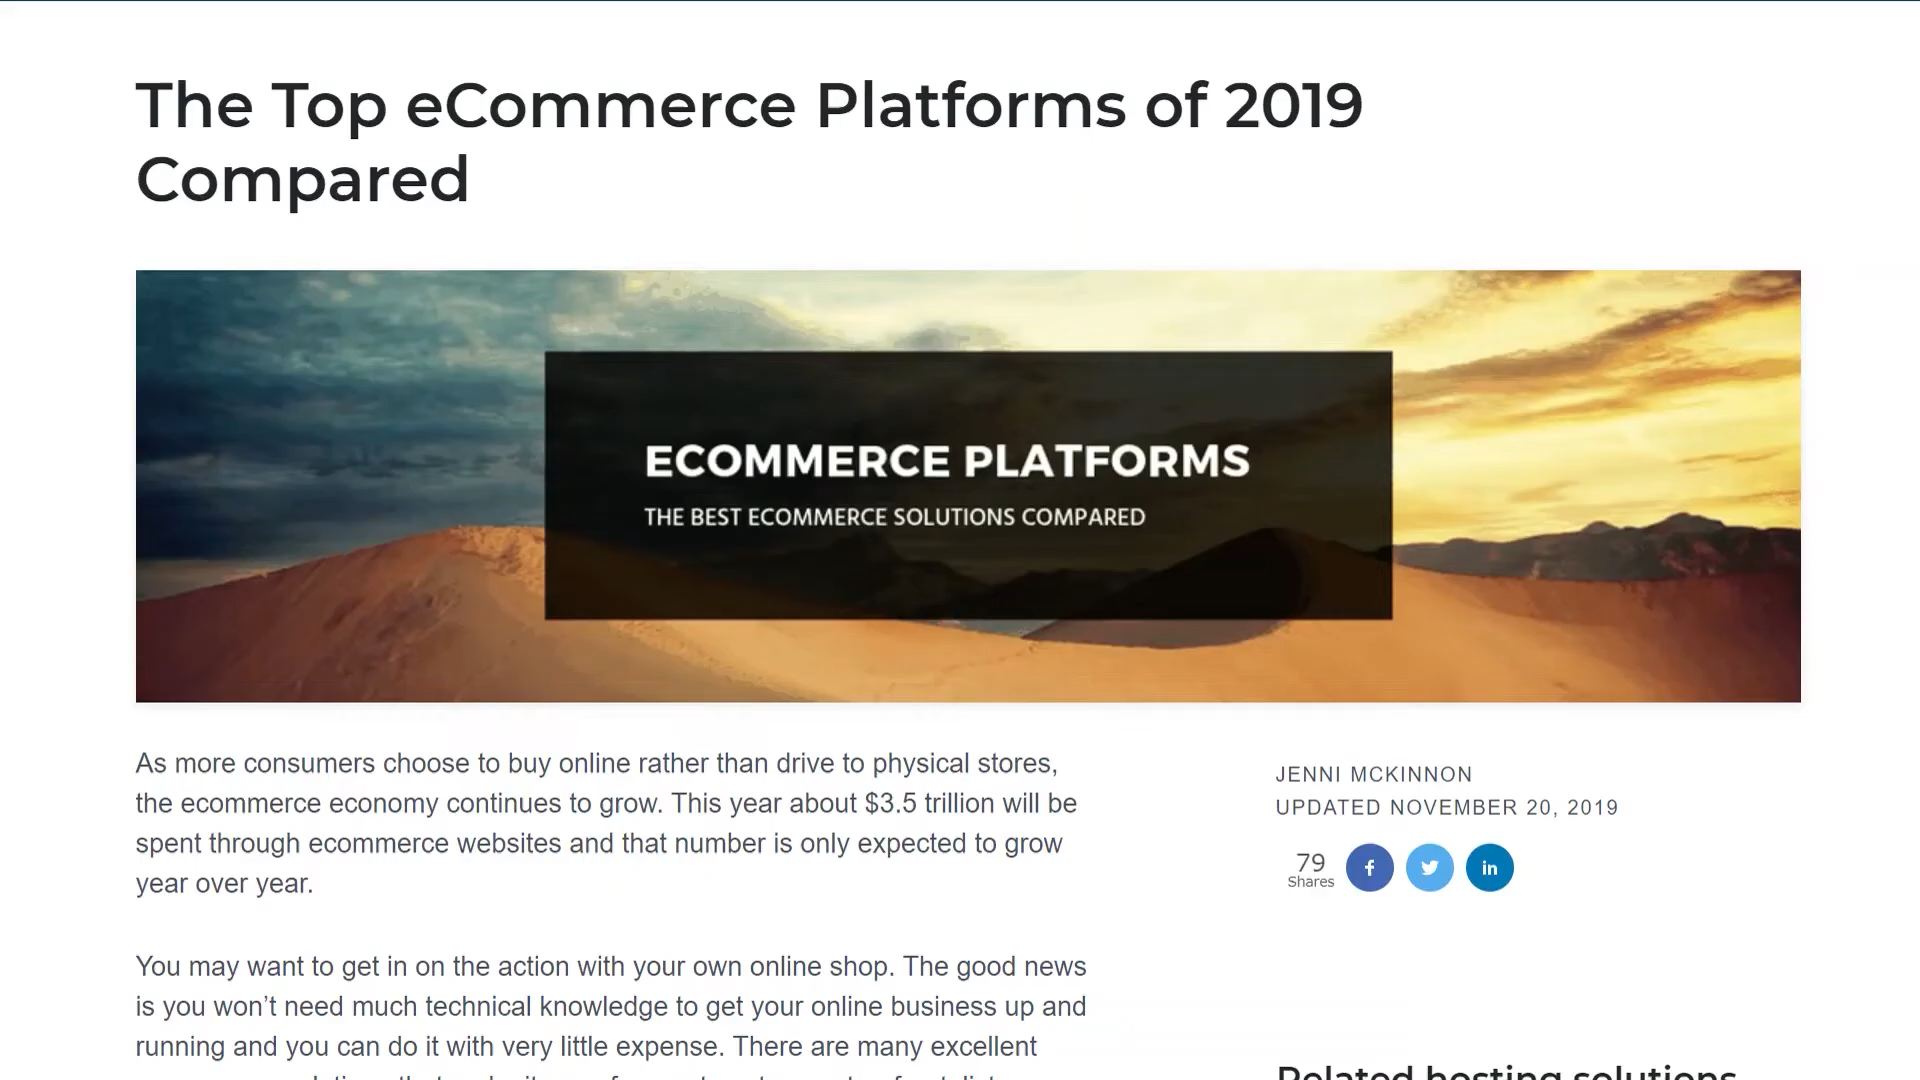 The Top eCommerce Platforms of 2019
Compared
ECOMMERCE PLATFORMS
THE BEST ECOMMERCE SOLUTIONS COMPARED
As more consumers choose to buy online rather than drive to physical stores,
the ecommerce economy continues to grow. This year about $3.5 trillion will be
spent through ecommerce websites and that number is only expected to grow
year over year.
You may want to get in on the action with your own online shop. The good news
is you won’t need much technical knowledge to get your online business up and
running and you can do it with very little expense. There are many excellent
JENNI MCKINNON
UPDATED NOVEMBER 20, 2019
79
Shares
f
in
Related hosting solutions